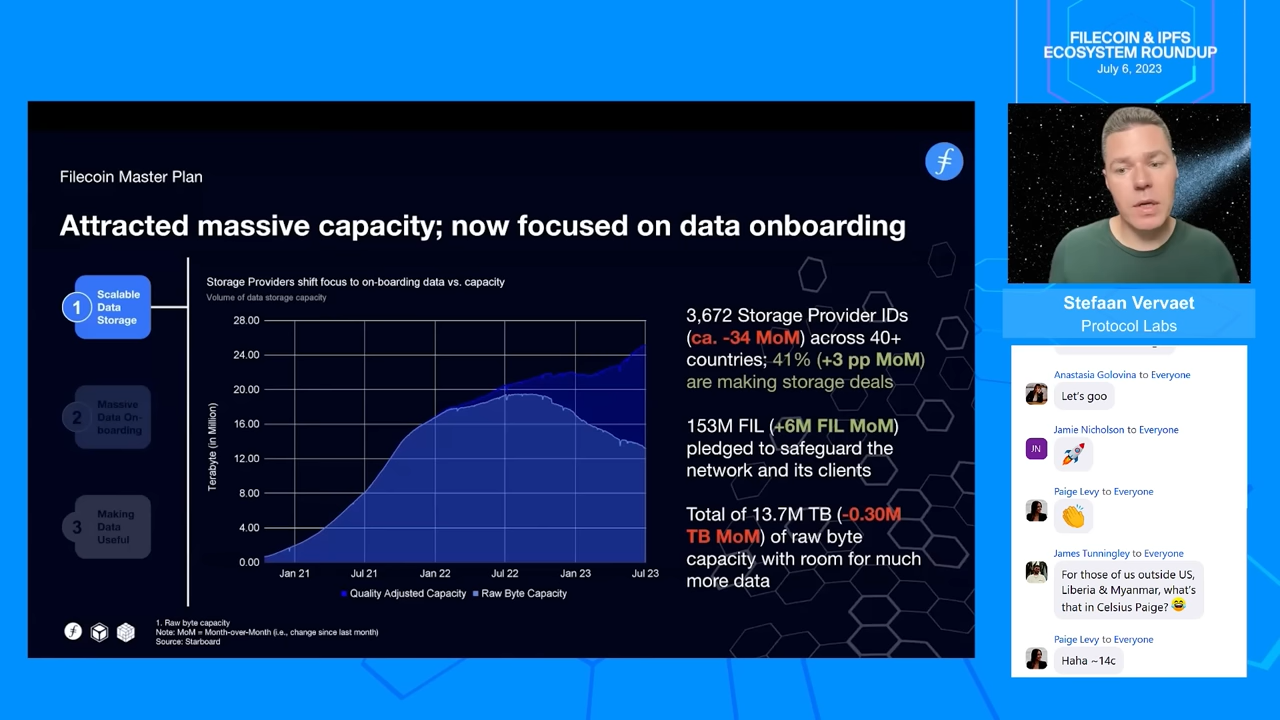 FILECOIN & IPFS
ECOSYSTEM ROUNDUP
July 6, 2023
Filecoin Master Plan
Attracted massive capacity; now focused on data onboarding
1
Scalable
Data
Storage
2
Massive
Data On-
boarding
3
Making
Data
Useful
Storage Providers shift focus to on-boarding data vs. capacity
Volume of data storage capacity
Terabyte (in Million)
28.00
24.00
20.00
16.00
12.00
8.00
4.00
0.00
Jan 21
Jul 21
Jan 22
Jul 22
Jan 23
Jul 23
Quality Adjusted Capacity
Raw Byte Capacity
3,672 Storage Provider IDs
(ca. -34 MoM) across 40+
countries; 41% (+3 pp MoM)
are making storage deals
153M FIL (+6M FIL MoM)
pledged to safeguard the
network and its clients
Total of 13.7M TB (-0.30M
TB MoM) of raw byte
capacity with room for much
more data
1. Raw byte capacity
Note: MoM = Month-over-Month (i.e., change since last month)
Source: Starboard
Stefaan Vervaet
Protocol Labs
Anastasia Golovina to Everyone
Let's goo
Jamie Nicholson to Everyone
JN
Paige Levy to Everyone
James Tunningley to Everyone
For those of us outside US,
Liberia & Myanmar, what's
that in Celsius Paige?
Paige Levy to Everyone
Haha ~14c